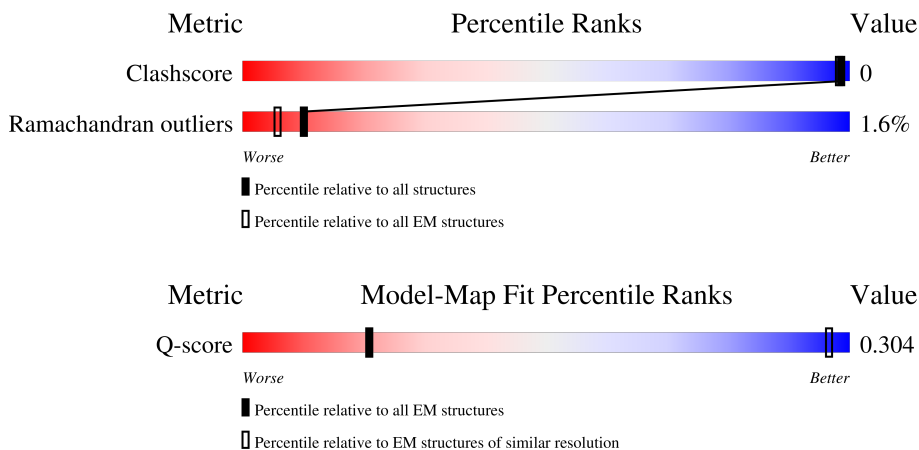 Metric Percentile Ranks Value
Clashscore 0
Ramachandran outliers 1.6%
Worse Better
Percentile relative to all structures
Percentile relative to all EM structures
Metric Model-Map Fit Percentile Ranks Value
Q-score 0.304
Worse Better
Percentile relative to all EM structures
Percentile relative to EM structures of similar resolution